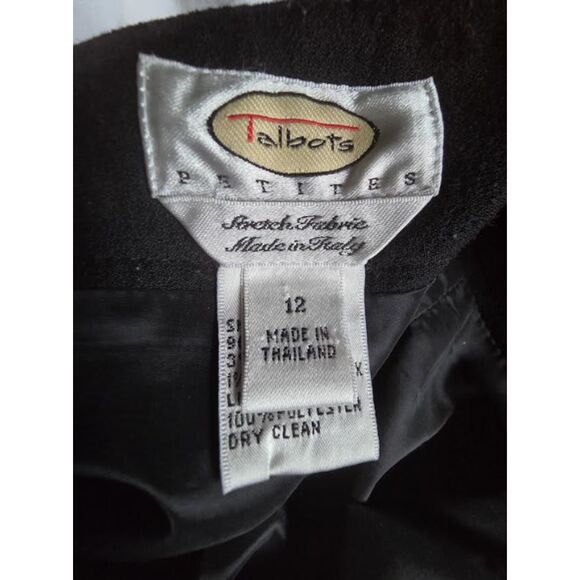 Talbots
PETITES
Stretch Fabric
Made in Italy
12
MADE IN
THAILAND
100% POLYESTER
DRY CLEAN